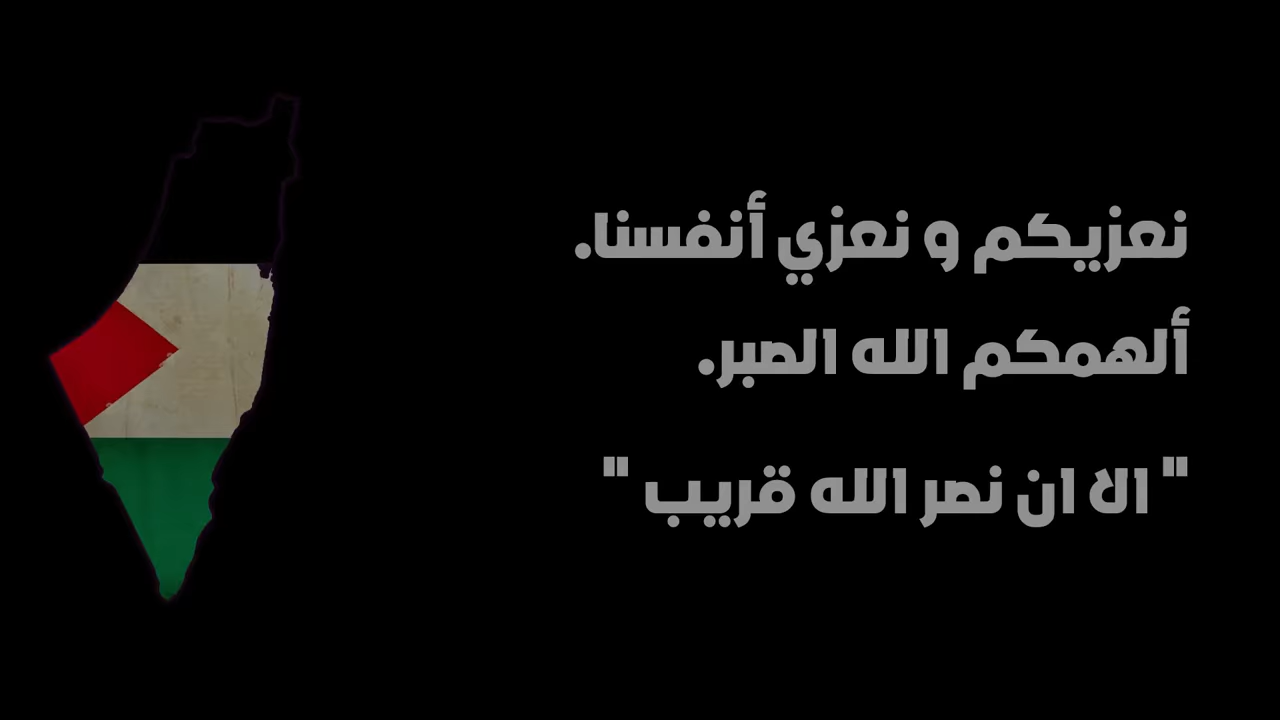 نعزيكم و نعزي أنفسنا.
ألهمكم الله الصبر.
" الا ان نصر الله قريب "